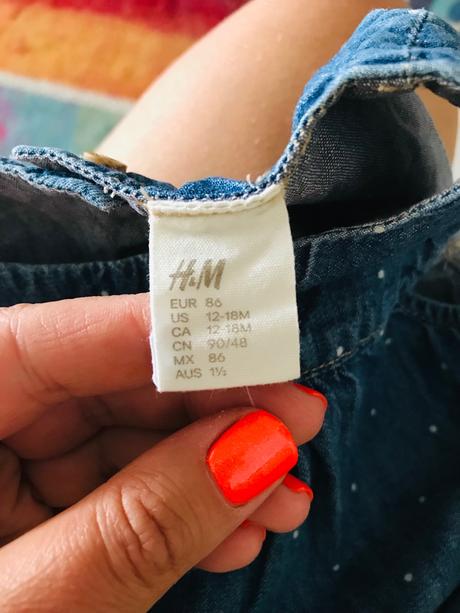 H&M
EUR 86
US 12-18M
CA 12-18M
CN 90/48
MX 86
AUS 1½